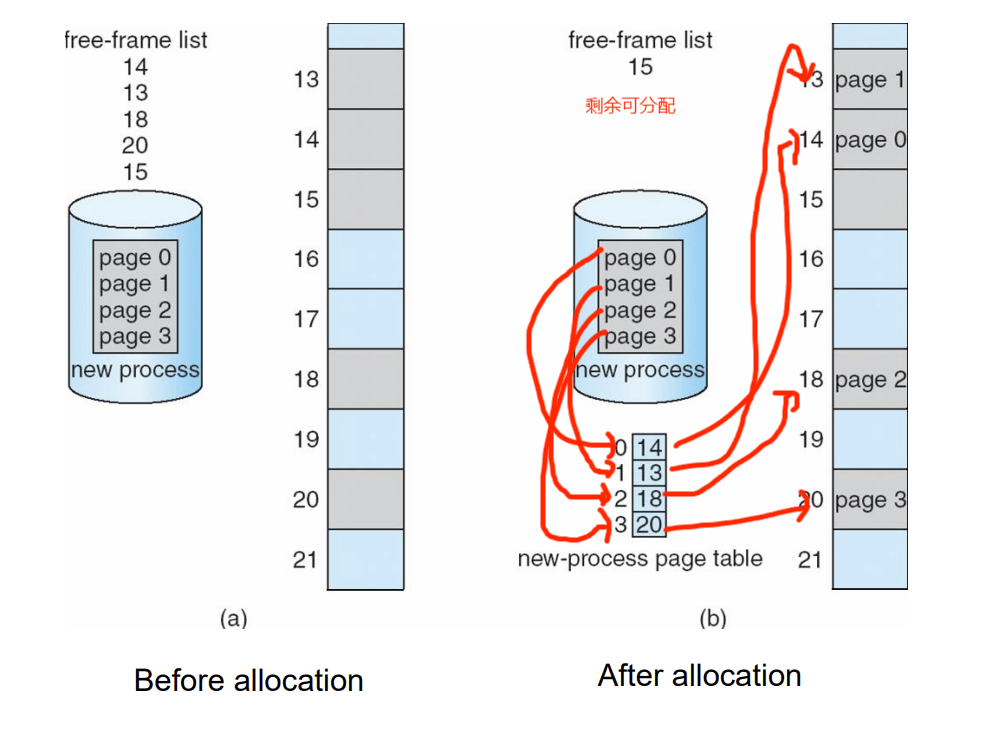 free-frame list
14
13
18
20
15
13
14
15
16
17
18
19
20
21
page 0
page 1
page 2
page 3
new process
(a)
Before allocation
free-frame list
15
剩余可分配
page 0
page 1
page 2
page 3
new process
0 14
1 13
2 18
3 20
new-process page table
13 page 1
14 page 0
15
16
17
18 page 2
19
20 page 3
21
(b)
After allocation